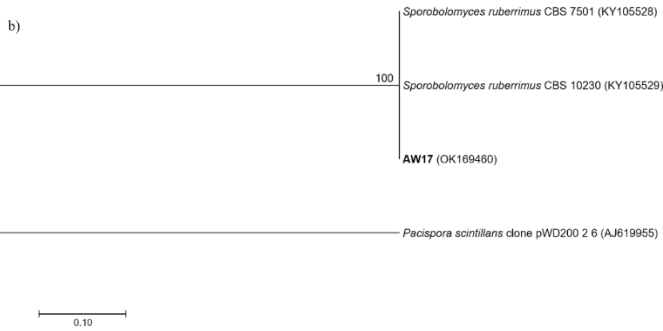 Sporobolomyces ruberrimus CBS 7501 (KY105528)
b)
100
Sporobolomyces ruberrimus CBS 10230 (KY105529)
AW17 (OK169460)
Pacispora scintillans clone pWD200 2 6 (AJ619955)
0.10